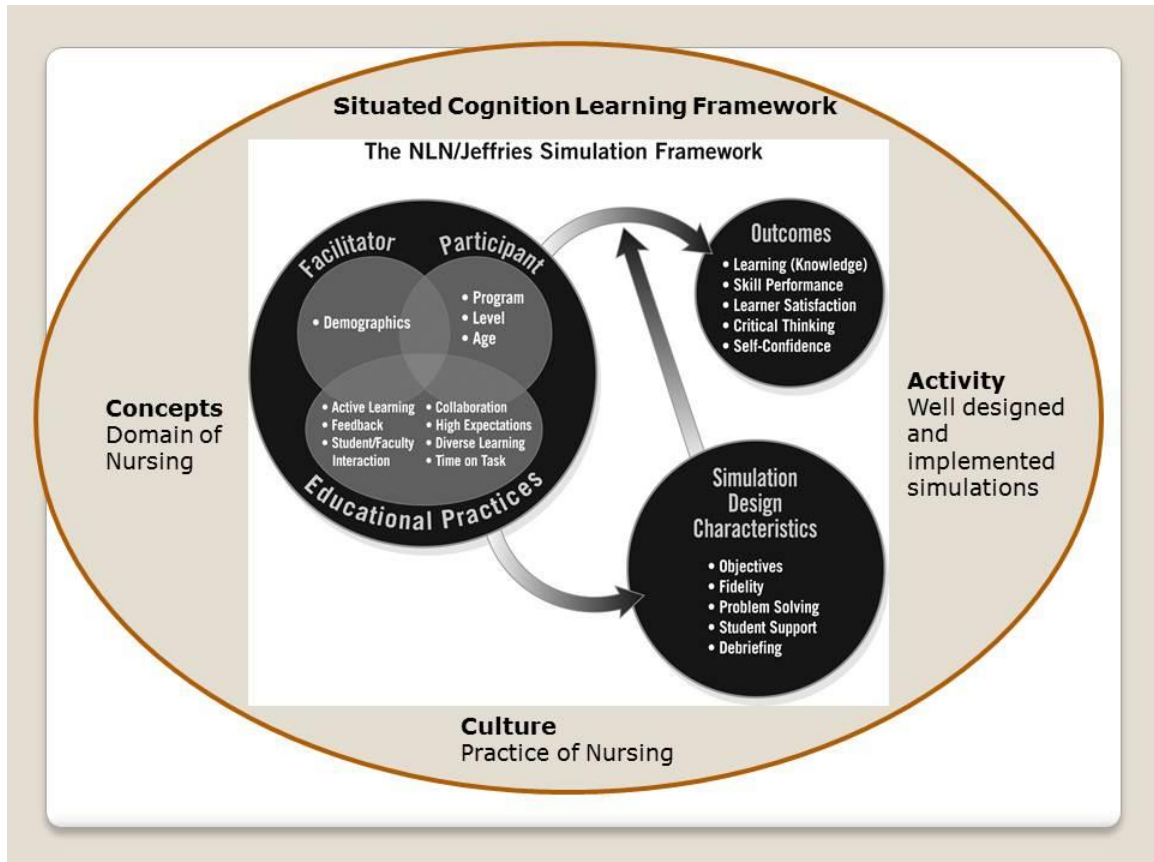 Situated Cognition Learning Framework
The NLN/Jeffries Simulation Framework
Facilitator
Participant
• Demographics
• Program
• Level
• Age
• Active Learning
• Feedback
• Student/Faculty
Interaction
• Collaboration
• High Expectations
• Diverse Learning
• Time on Task
Educational Practices
Outcomes
• Learning (Knowledge)
• Skill Performance
• Learner Satisfaction
• Critical Thinking
• Self-Confidence
Simulation
Design
Characteristics
• Objectives
• Fidelity
• Problem Solving
• Student Support
• Debriefing
Concepts
Domain of
Nursing
Activity
Well designed
and
implemented
simulations
Culture
Practice of Nursing